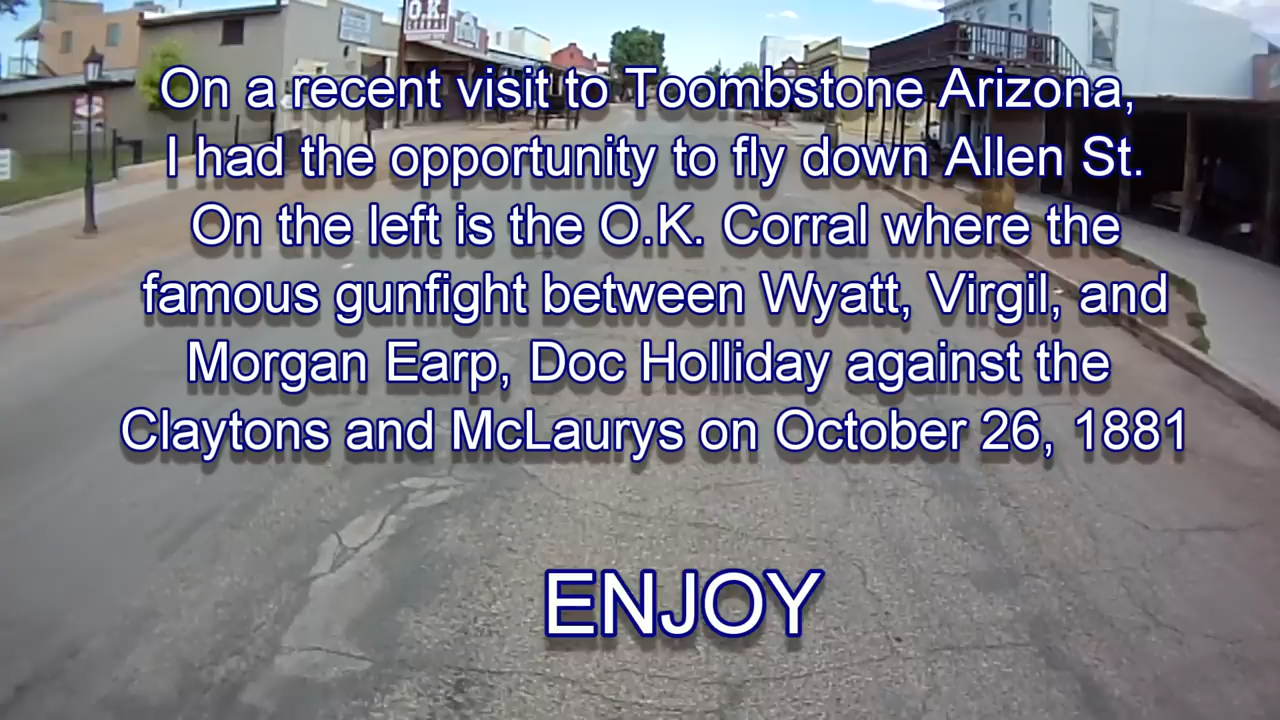 O.K.
CORRAL
On a recent visit to Toombstone Arizona,
I had the opportunity to fly down Allen St.
On the left is the O.K. Corral where the
famous gunfight between Wyatt, Virgil, and
Morgan Earp, Doc Holliday against the
Claytons and McLaurys on October 26, 1881
ENJOY